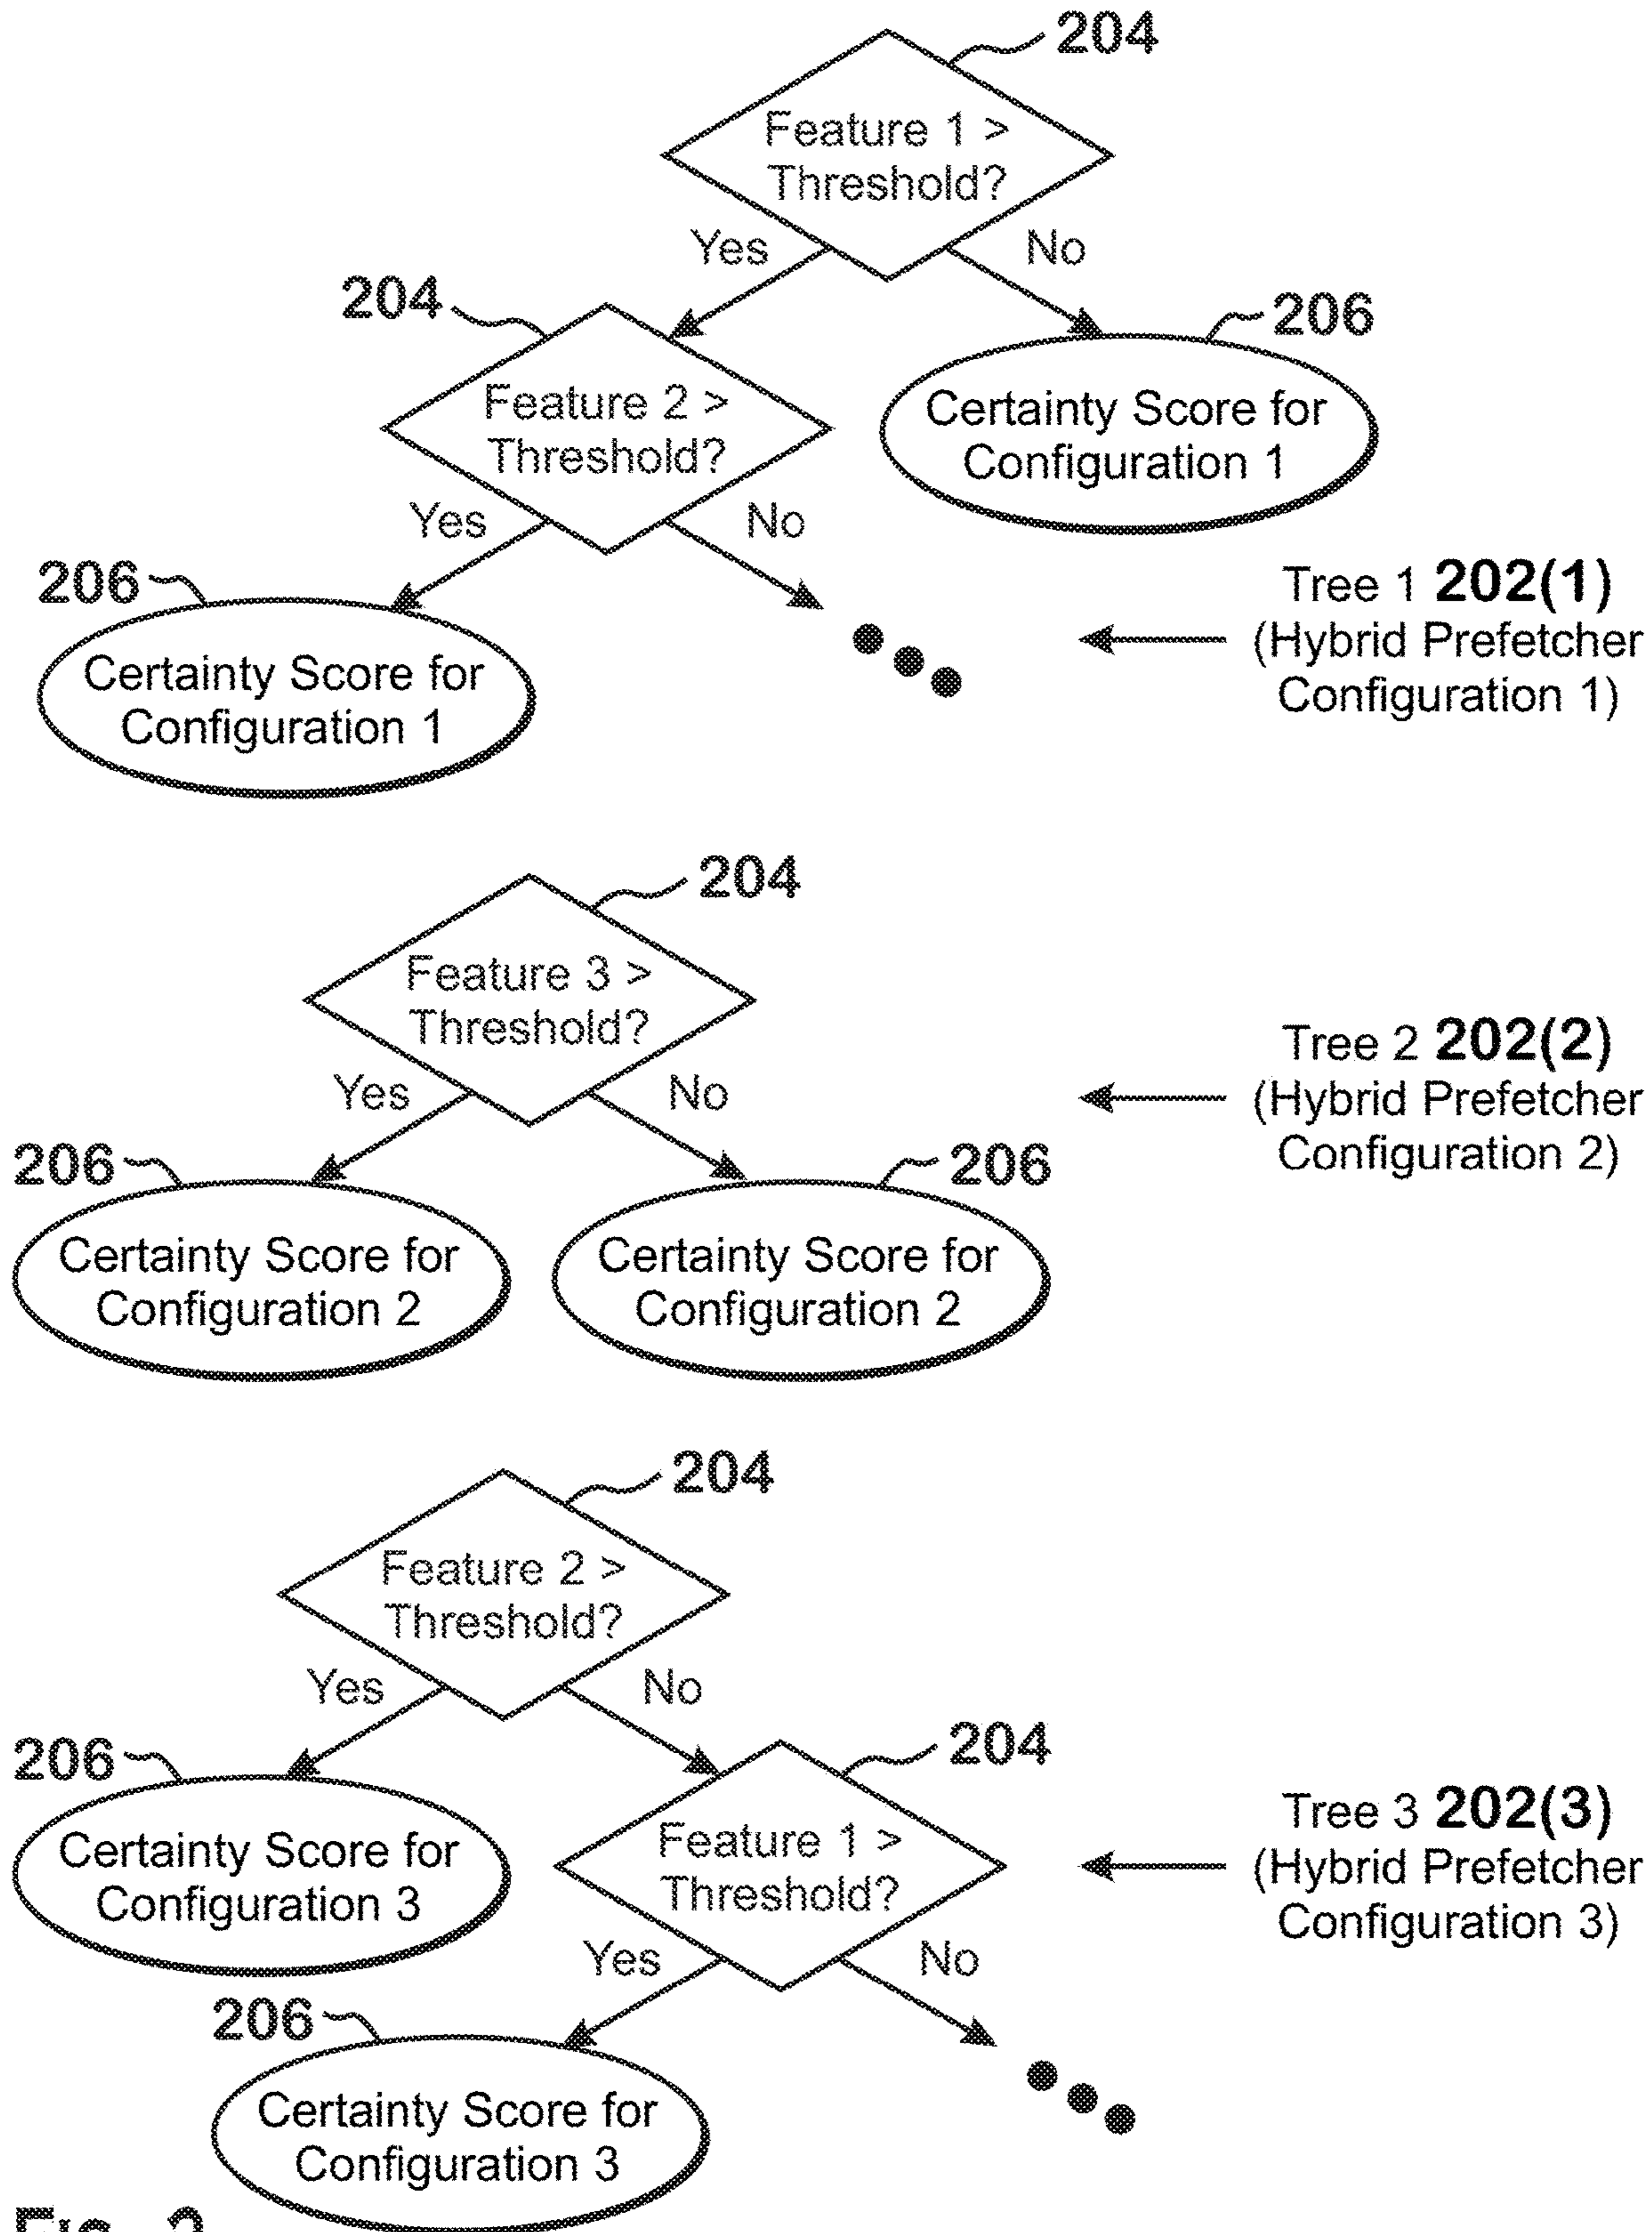 204
Feature 1 >
Threshold?
Yes
No
204
206
Feature 2 >
Threshold?
Certainty Score for
Configuration 1
Yes
No
206
Certainty Score for
Configuration 1
Tree 1 202(1)
(Hybrid Prefetcher
Configuration 1)
204
Feature 3 >
Threshold?
Yes
No
206
206
Certainty Score for
Configuration 2
Certainty Score for
Configuration 2
Tree 2 202(2)
(Hybrid Prefetcher
Configuration 2)
204
Feature 2 >
Threshold?
Yes
No
206
204
Certainty Score for
Configuration 3
Feature 1 >
Threshold?
Tree 3 202(3)
(Hybrid Prefetcher
Configuration 3)
Yes
No
206
Certainty Score for
Configuration 3